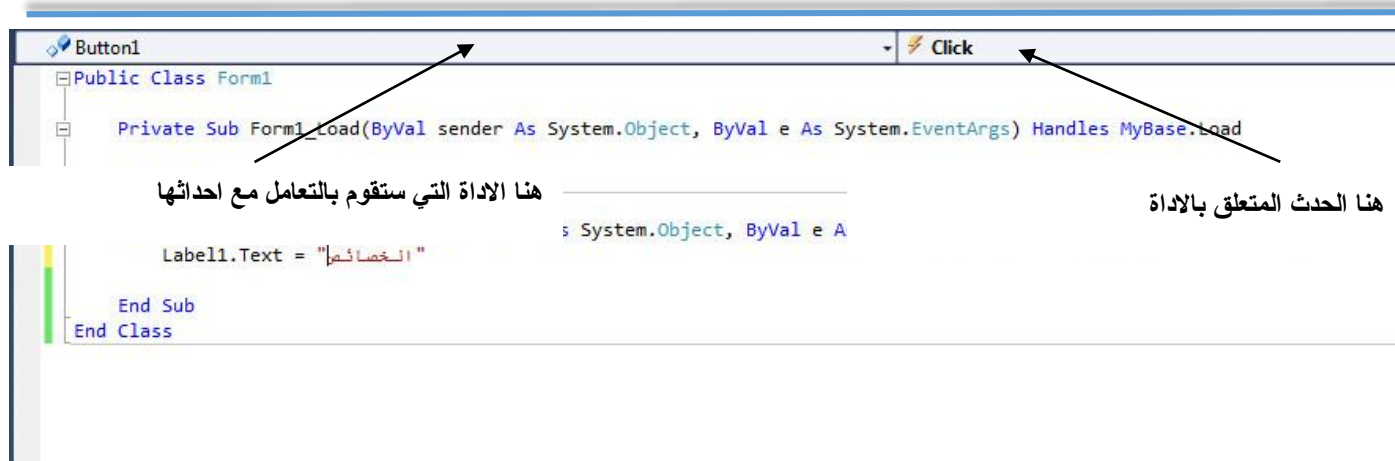 Button1 Click
Public Class Form1
Private Sub Form1_Load(ByVal sender As System.Object, ByVal e As System.EventArgs) Handles MyBase.Load
هنا الاداة التي ستقوم بالتعامل مع احداثها
هنا الحدث المتعلق بالاداة
s System.Object, ByVal e A
Label1.Text = "الخصائص"
End Sub
End Class